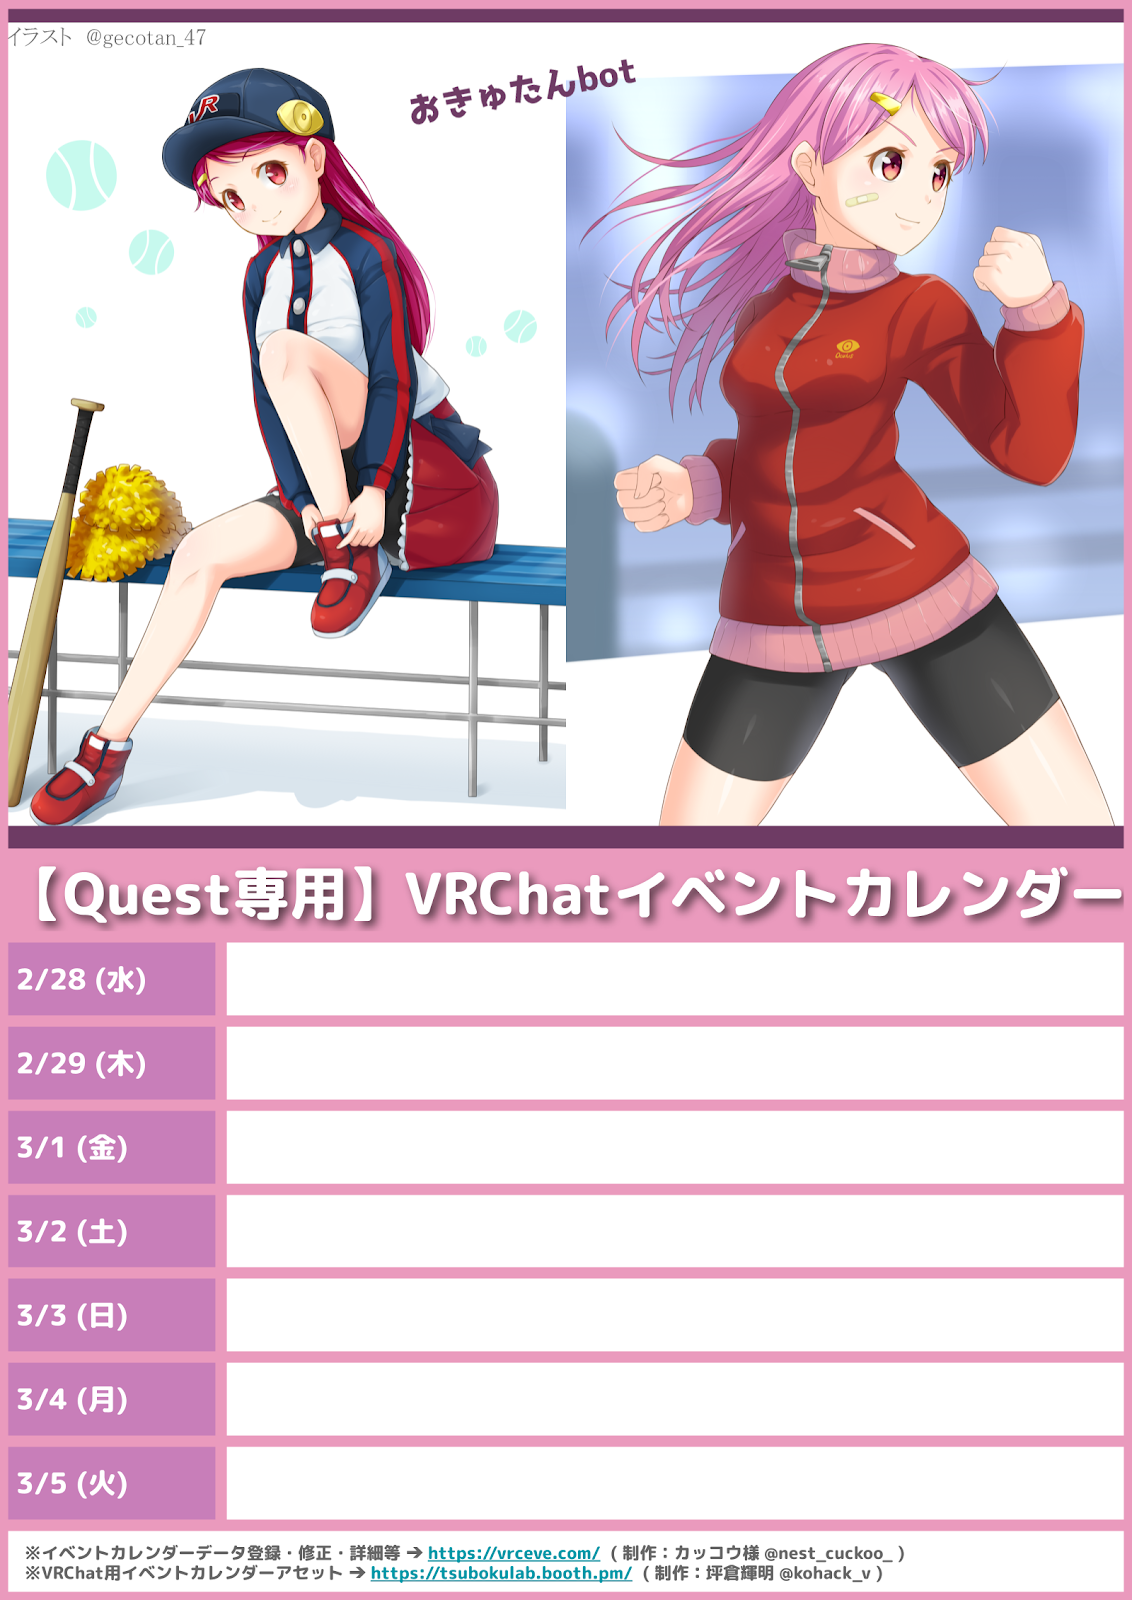 イラスト @gecotan_47
おきゅたんbot
VR
Quest
【Quest専用】VRChatイベントカレンダー
2/28 (水)
2/29 (木)
3/1 (金)
3/2 (土)
3/3 (日)
3/4 (月)
3/5 (火)
※イベントカレンダーデータ登録・修正・詳細等 ➔ https://vrceve.com/ ( 制作：カッコウ様 @nest_cuckoo_ )
※VRChat用イベントカレンダーアセット ➔ https://tsubokulab.booth.pm/ ( 制作：坪倉輝明 @kohack_v )